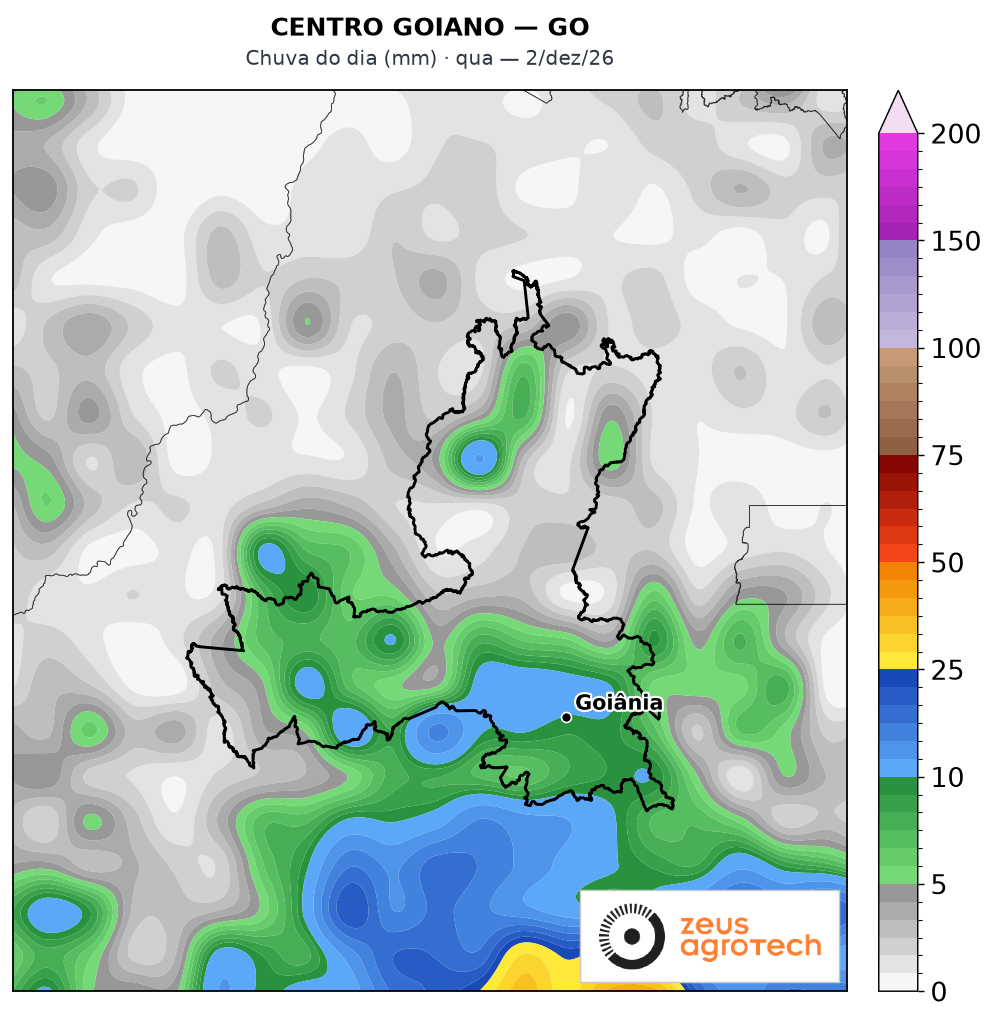 CENTRO GOIANO — GO
Chuva do dia (mm) · qua — 2/dez/26
200
150
100
75
50
25
10
5
0
Goiânia
zeus
agrotech